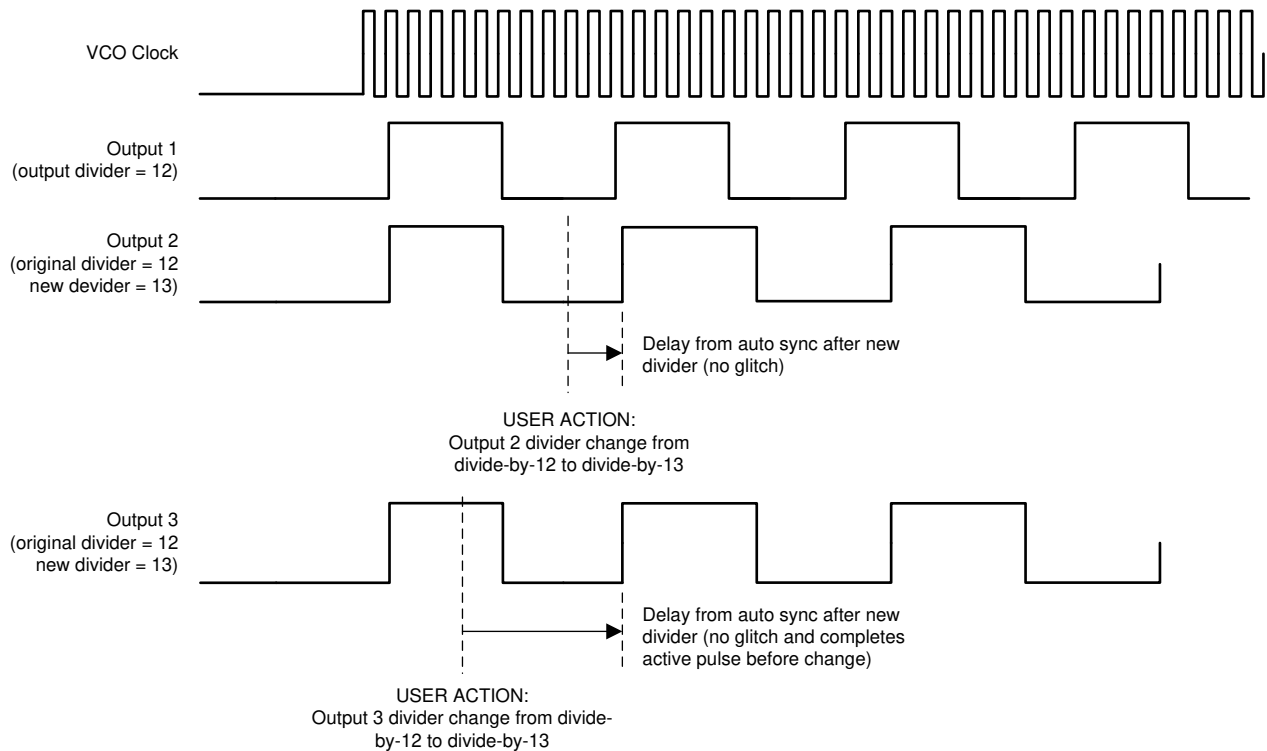 VCO Clock
Output 1
(output divider = 12)
Output 2
(original divider = 12
new devider = 13)
Delay from auto sync after new
divider (no glitch)
USER ACTION:
Output 2 divider change from
divide-by-12 to divide-by-13
Output 3
(original divider = 12
new divider = 13)
Delay from auto sync after new
divider (no glitch and completes
active pulse before change)
USER ACTION:
Output 3 divider change from divide-
by-12 to divide-by-13